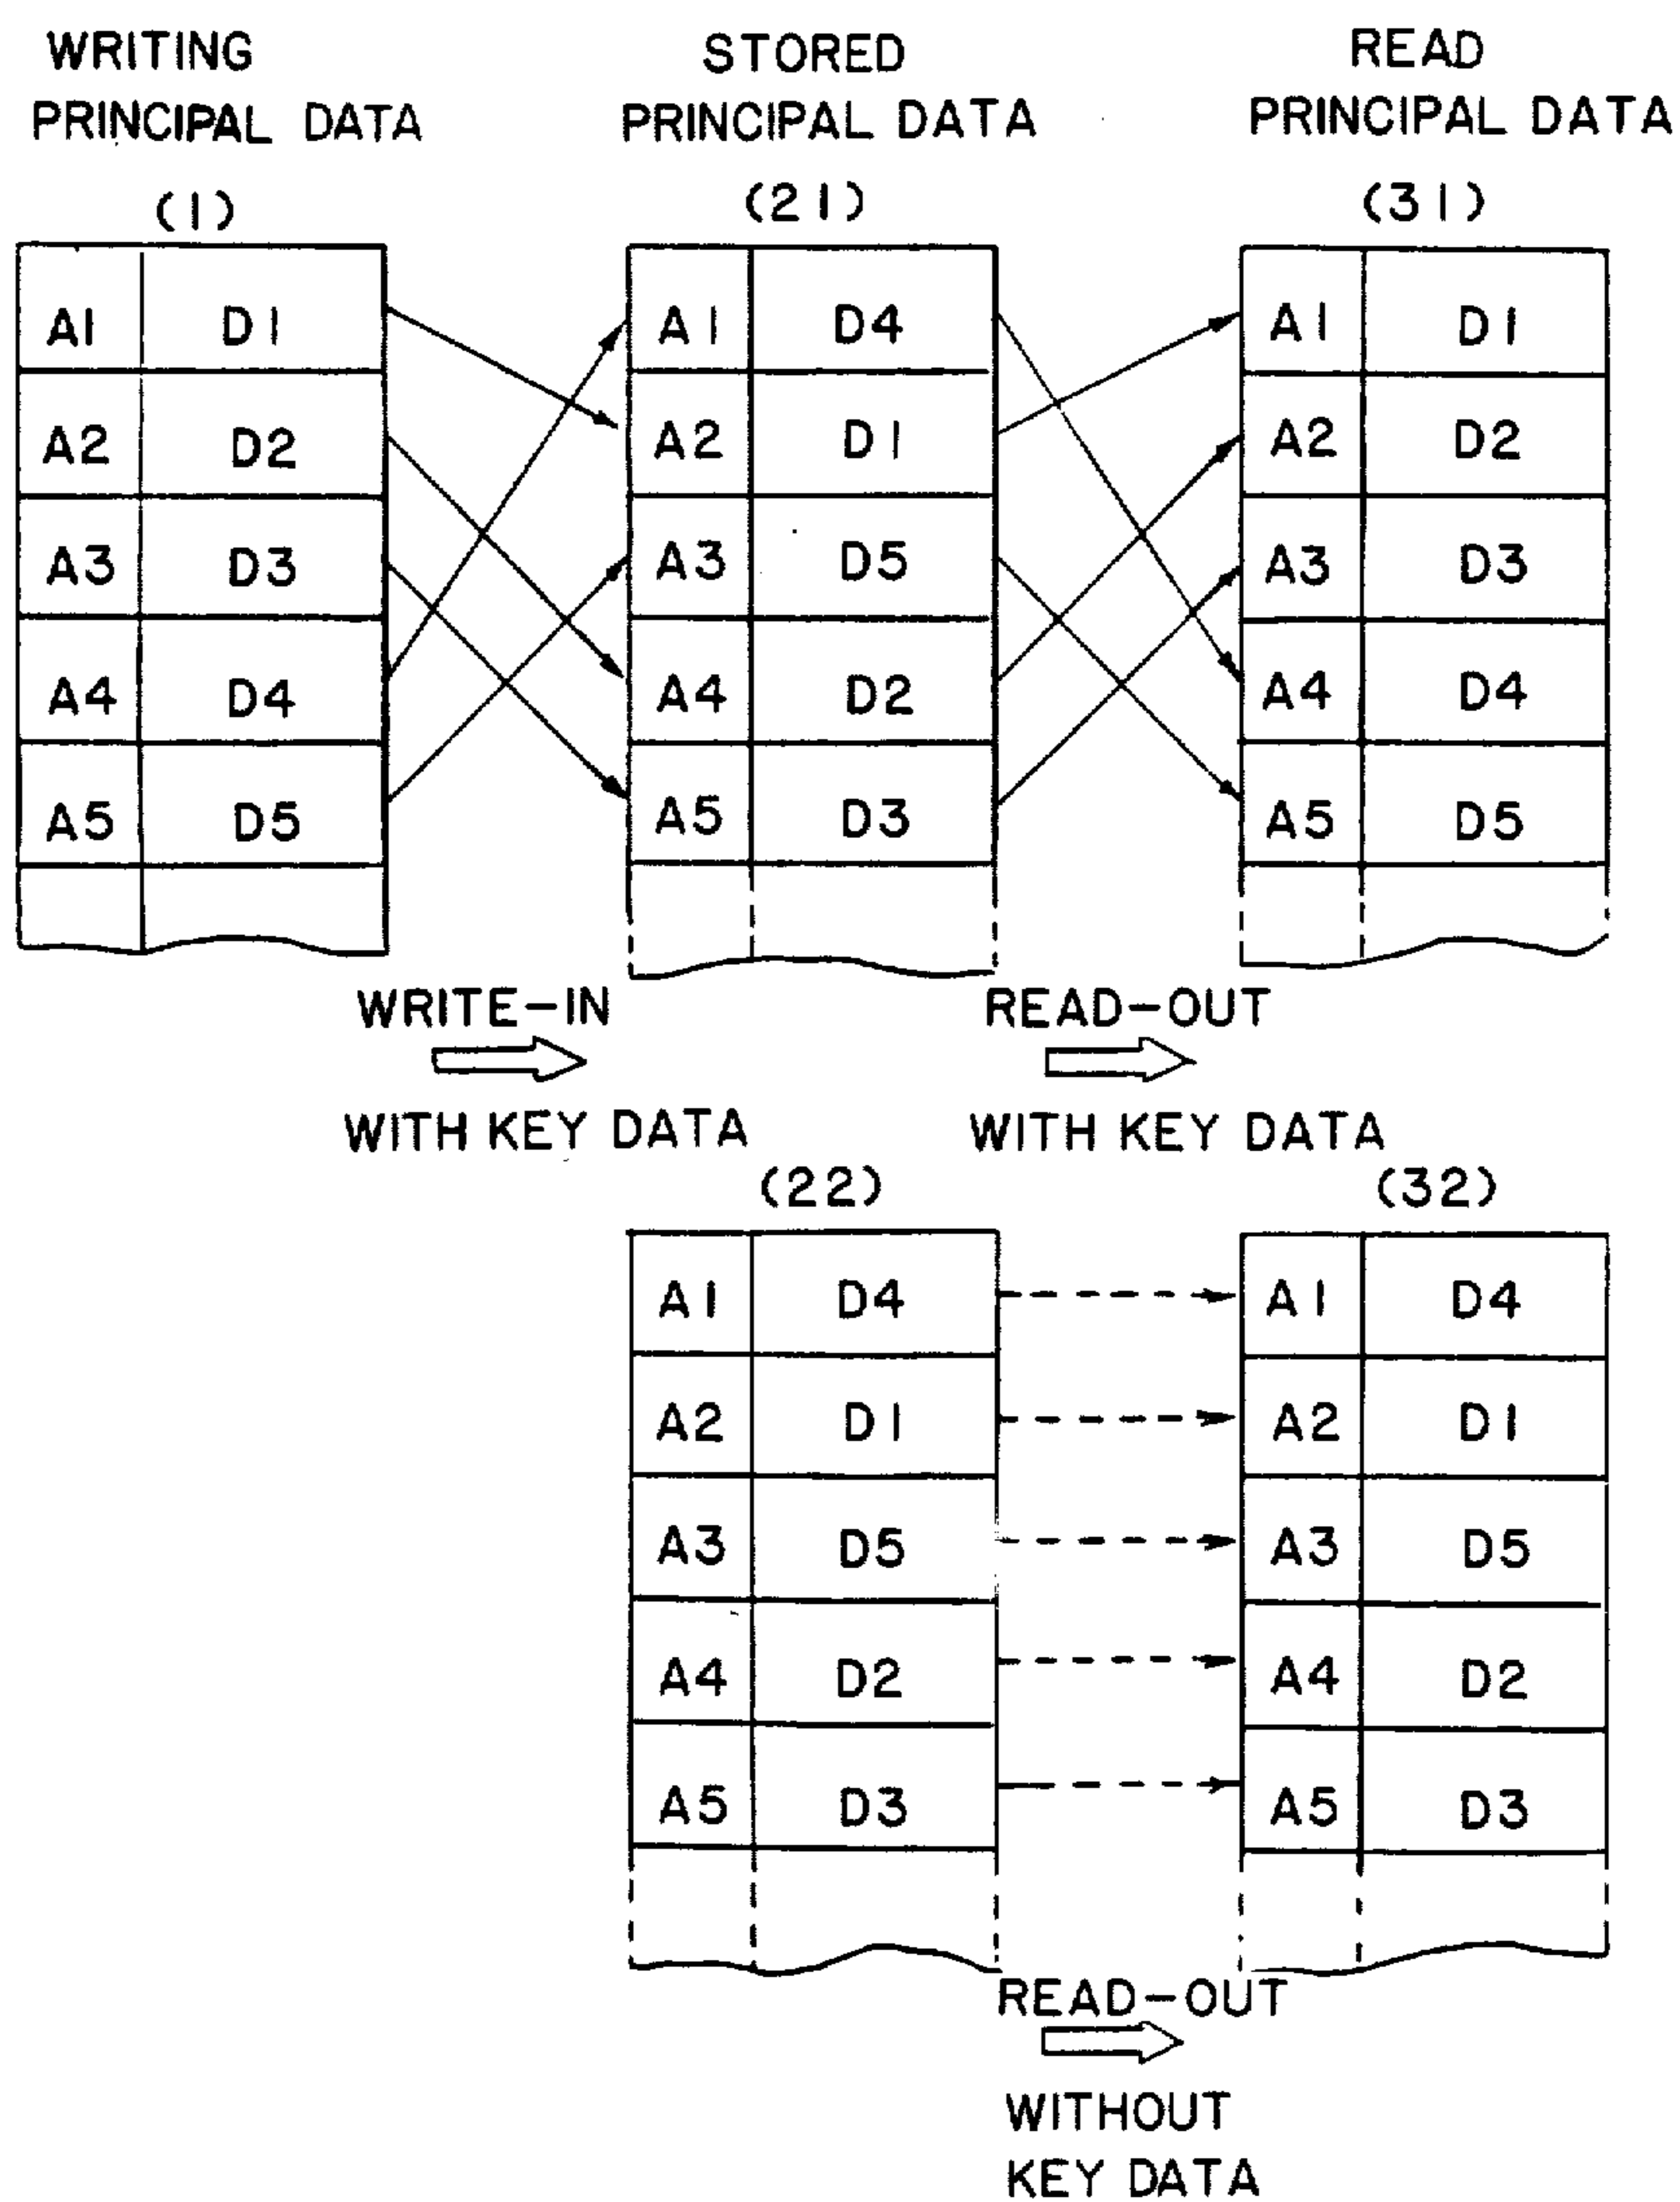 WRITING PRINCIPAL DATA
STORED PRINCIPAL DATA
READ PRINCIPAL DATA
(1) (21) (31)
A1 D1 A1 D4 A1 D1
A2 D2 A2 D1 A2 D2
A3 D3 A3 D5 A3 D3
A4 D4 A4 D2 A4 D4
A5 D5 A5 D3 A5 D5
WRITE-IN READ-OUT
WITH KEY DATA WITH KEY DATA
(22) (32)
A1 D4 A1 D4
A2 D1 A2 D1
A3 D5 A3 D5
A4 D2 A4 D2
A5 D3 A5 D3
READ-OUT
WITHOUT
KEY DATA